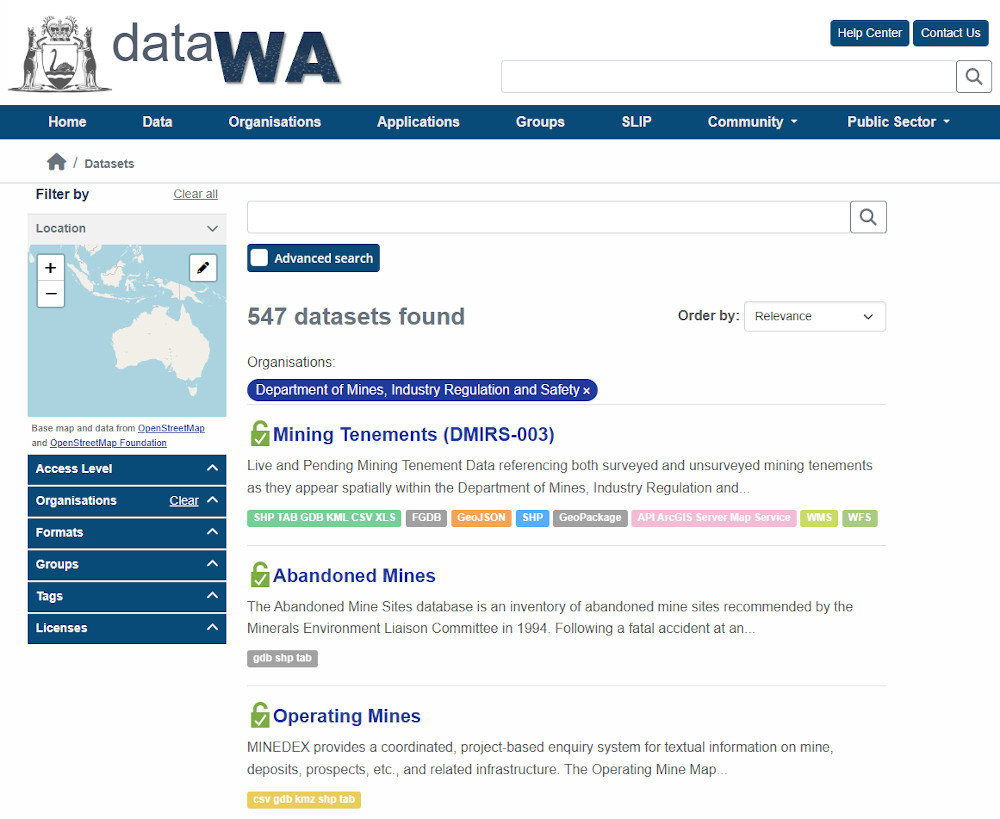 dataWA
Help Center
Contact Us
Home
Data
Organisations
Applications
Groups
SLIP
Community
Public Sector
/ Datasets
Filter by
Clear all
Location
+
−
Base map and data from OpenStreetMap
and OpenStreetMap Foundation
Access Level
Organisations
Clear
Formats
Groups
Tags
Licenses
Advanced search
547 datasets found
Order by:
Relevance
Organisations:
Department of Mines, Industry Regulation and Safety ×
Mining Tenements (DMIRS-003)
Live and Pending Mining Tenement Data referencing both surveyed and unsurveyed mining tenements
as they appear spatially within the Department of Mines, Industry Regulation and...
SHP TAB GDB KML CSV XLS FGDB GeoJSON SHP GeoPackage API ArcGIS Server Map Service WMS WFS
Abandoned Mines
The Abandoned Mine Sites database is an inventory of abandoned mine sites recommended by the
Minerals Environment Liaison Committee in 1994. Following a fatal accident at an...
gdb shp tab
Operating Mines
MINEDEX provides a coordinated, project-based enquiry system for textual information on mine,
deposits, prospects, etc., and related infrastructure. The Operating Mine Map...
csv gdb kmz shp tab